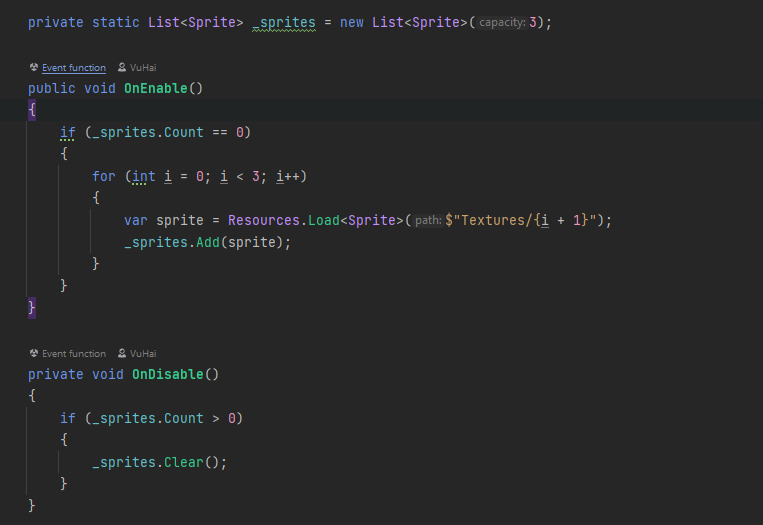 private static List<Sprite> _sprites = new List<Sprite>(capacity:3);
Event function VuHai
public void OnEnable()
{
if (_sprites.Count == 0)
{
for (int i = 0; i < 3; i++)
{
var sprite = Resources.Load<Sprite>(path:$"Textures/{i + 1}");
_sprites.Add(sprite);
}
}
}
Event function VuHai
private void OnDisable()
{
if (_sprites.Count > 0)
{
_sprites.Clear();
}
}